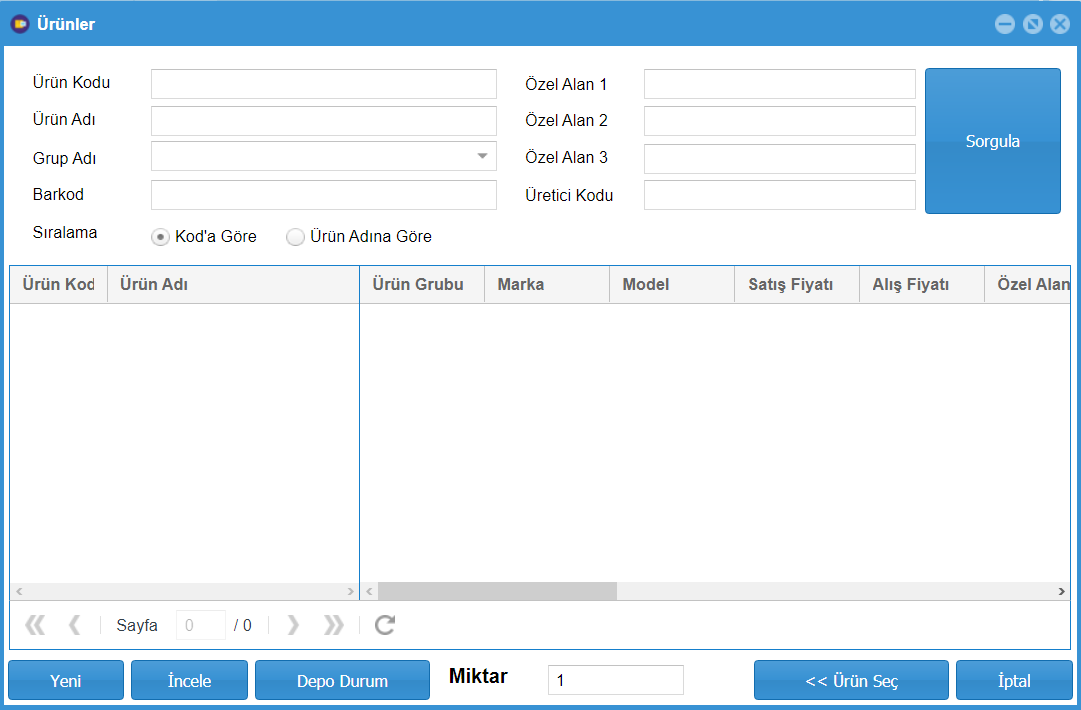 Ürünler
Ürün Kodu
Özel Alan 1
Ürün Adı
Özel Alan 2
Grup Adı
Özel Alan 3
Barkod
Üretici Kodu
Sorgula
Sıralama
Kod'a Göre
Ürün Adına Göre
Ürün Kod Ürün Adı Ürün Grubu Marka Model Satış Fiyatı Alış Fiyatı Özel Alan
Sayfa 0 / 0
Yeni İncele Depo Durum Miktar 1 << Ürün Seç İptal